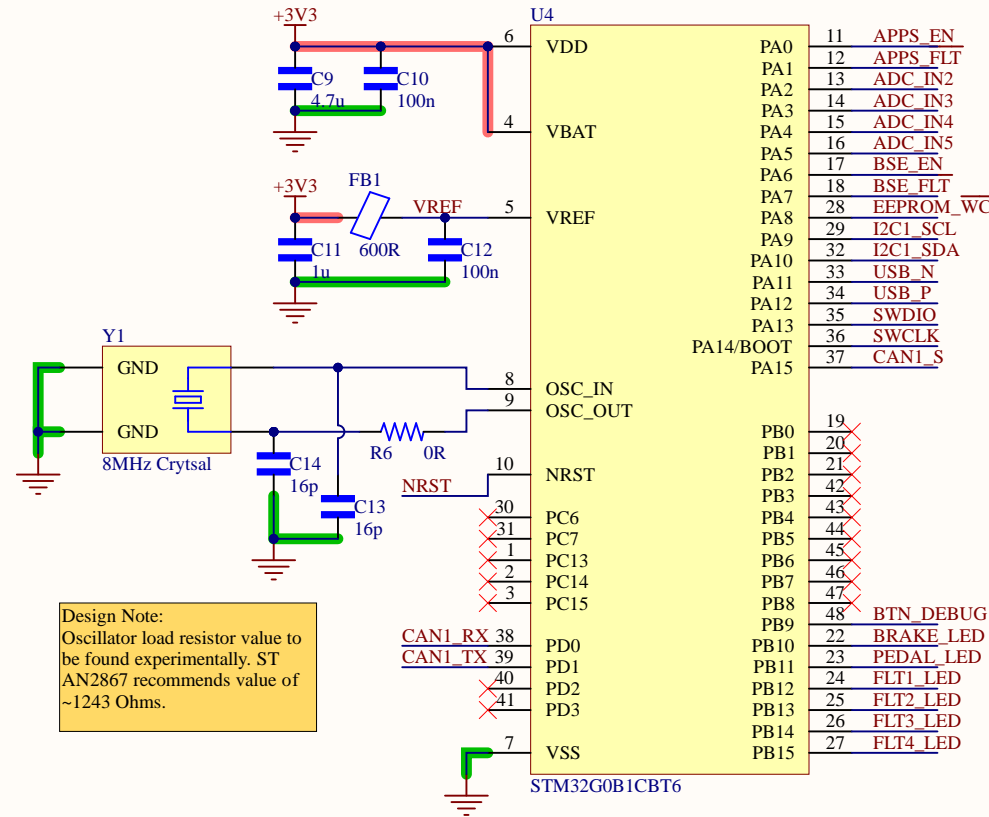 U4
+3V3
6 VDD
C9
4.7u
C10
100n
4 VBAT
+3V3
FB1
600R
VREF
5 VREF
C11
1u
C12
100n
Y1
GND
GND
8MHz Crytsal
8 OSC_IN
9 OSC_OUT
R6 0R
C14
16p
C13
16p
NRST
10 NRST
30 PC6
31 PC7
1 PC13
2 PC14
3 PC15
CAN1_RX 38 PD0
CAN1_TX 39 PD1
40 PD2
41 PD3
7 VSS
PA0 11 APPS_EN
PA1 12 APPS_FLT
PA2 13 ADC_IN2
PA3 14 ADC_IN3
PA4 15 ADC_IN4
PA5 16 ADC_IN5
PA6 17 BSE_EN
PA7 18 BSE_FLT
PA8 28 EEPROM_WC
PA9 29 I2C1_SCL
PA10 32 I2C1_SDA
PA11 33 USB_N
PA12 34 USB_P
PA13 35 SWDIO
PA14/BOOT 36 SWCLK
PA15 37 CAN1_S
PB0 19
PB1 20
PB2 21
PB3 42
PB4 43
PB5 44
PB6 45
PB7 46
PB8 47
PB9 48 BTN_DEBUG
PB10 22 BRAKE_LED
PB11 23 PEDAL_LED
PB12 24 FLT1_LED
PB13 25 FLT2_LED
PB14 26 FLT3_LED
PB15 27 FLT4_LED
STM32G0B1CBT6
Design Note:
Oscillator load resistor value to
be found experimentally. ST
AN2867 recommends value of
~1243 Ohms.